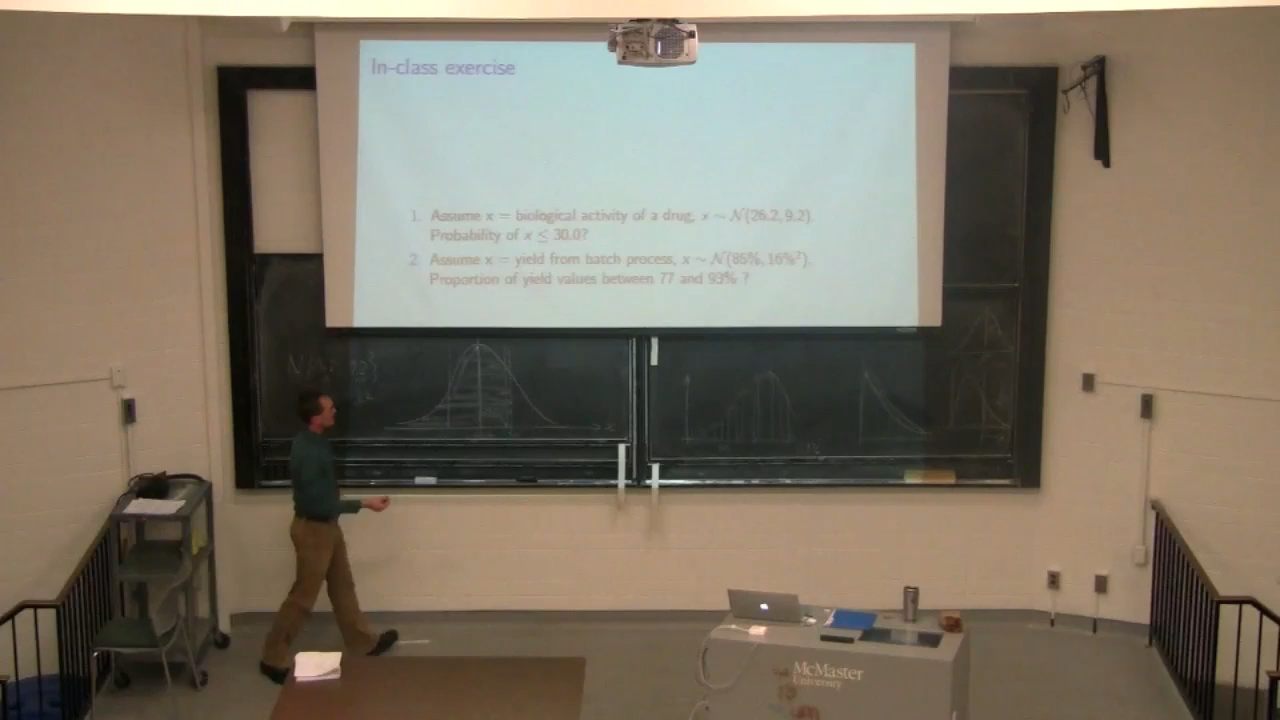 In-class exercise
1. Assume x = biological activity of a drug, x ∼ N(26.2, 9.2).
Probability of x ≤ 30.0?
2. Assume x = yield from batch process, x ∼ N(85%, 16%²).
Proportion of yield values between 77 and 93% ?
McMaster
University